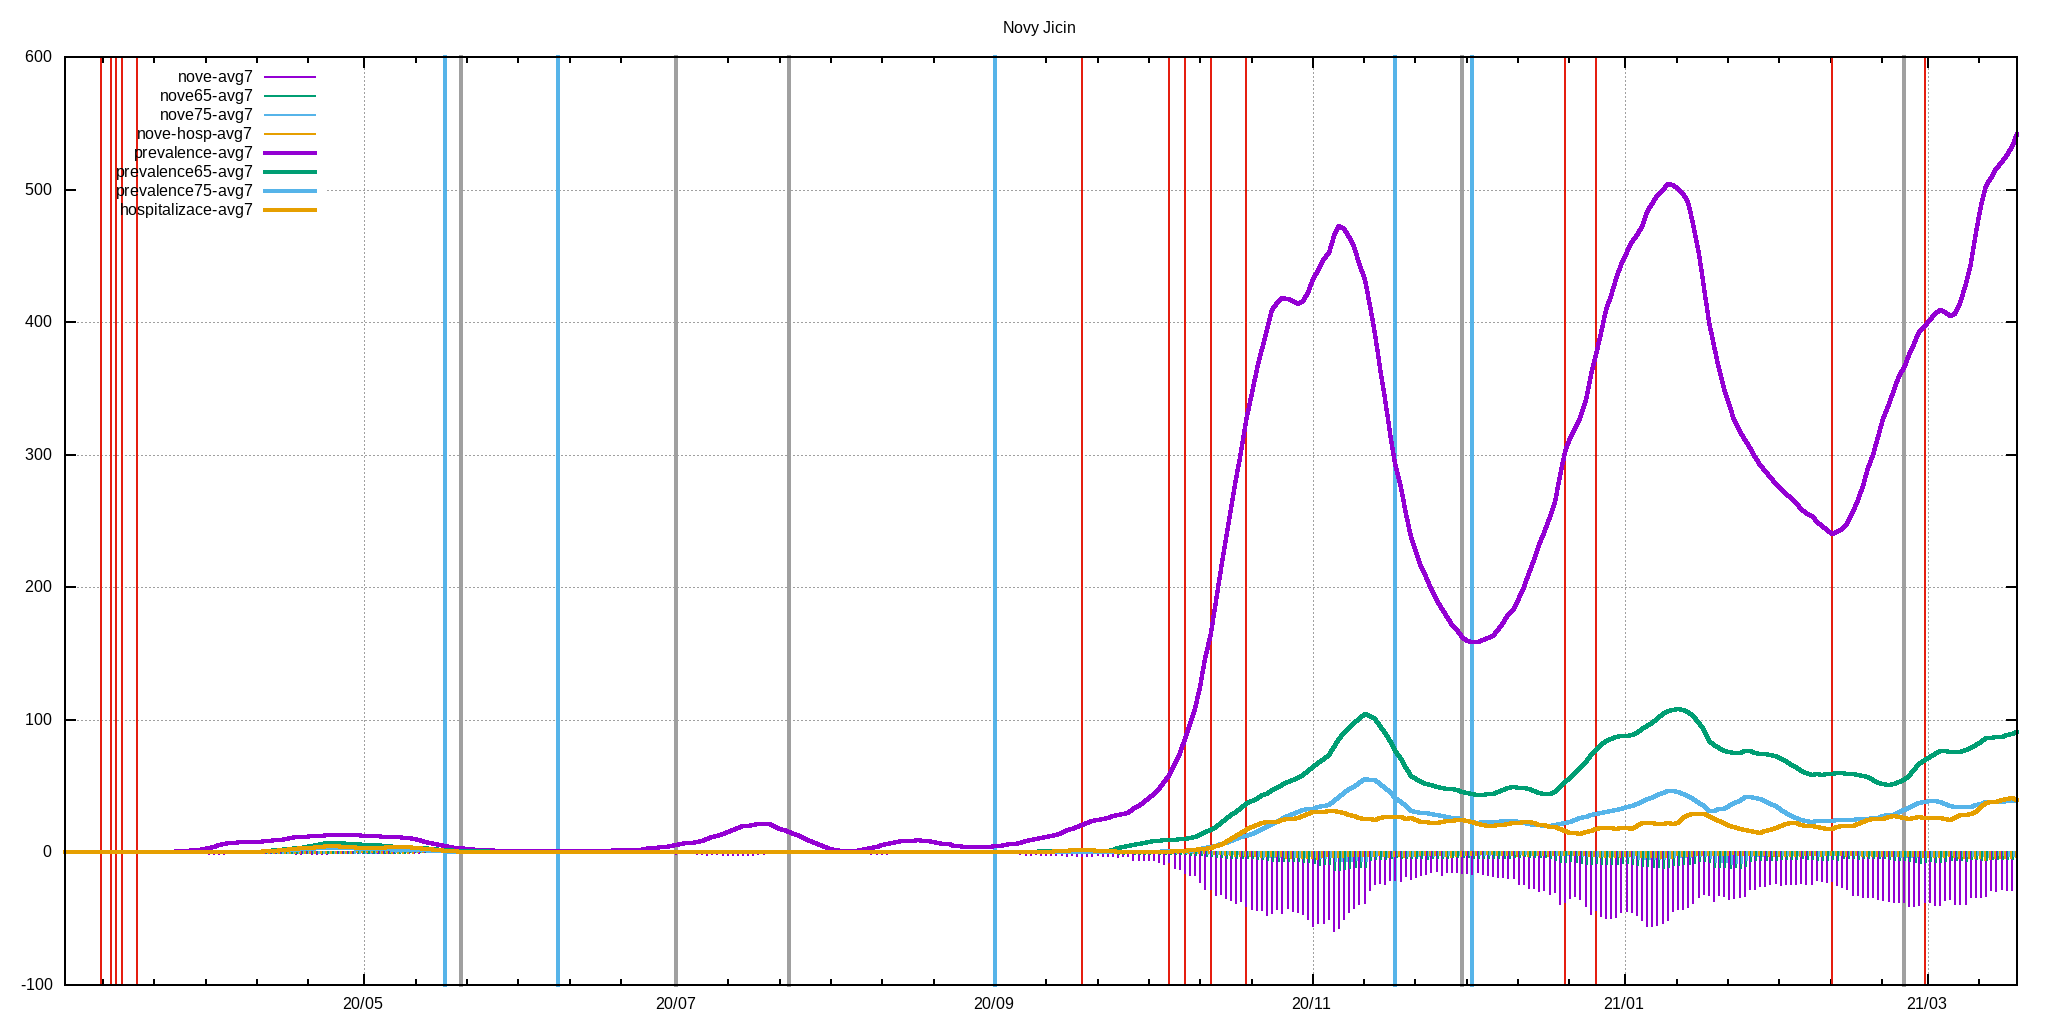 Novy Jicin
600
500
400
300
200
100
0
-100
nove-avg7
nove65-avg7
nove75-avg7
nove-hosp-avg7
prevalence-avg7
prevalence65-avg7
prevalence75-avg7
hospitalizace-avg7
20/05
20/07
20/09
20/11
21/01
21/03